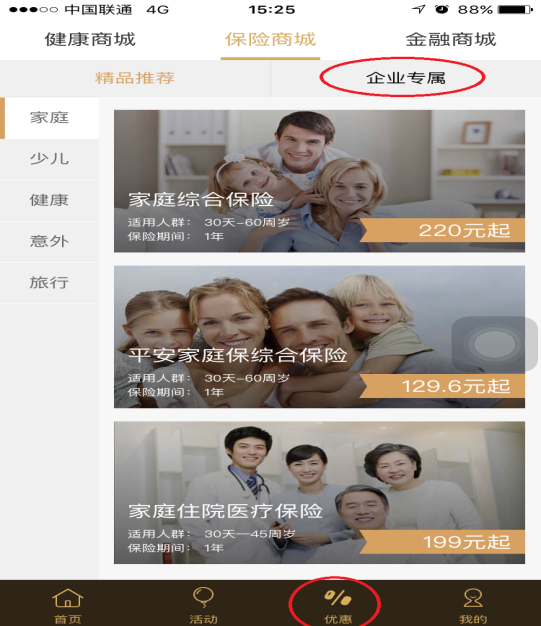 中国联通 4G 15:25 88%
健康商城 保险商城 金融商城
精品推荐 企业专属
家庭
少儿
健康
意外
旅行
家庭综合保险
适用人群： 30天-60周岁
保险期间： 1年
220元起
平安家庭保综合保险
适用人群： 30天-60周岁
保险期间： 1年
129.6元起
家庭住院医疗保险
适用人群： 30天—45周岁
保险期间： 1年
199元起
首页 活动 优惠 我的